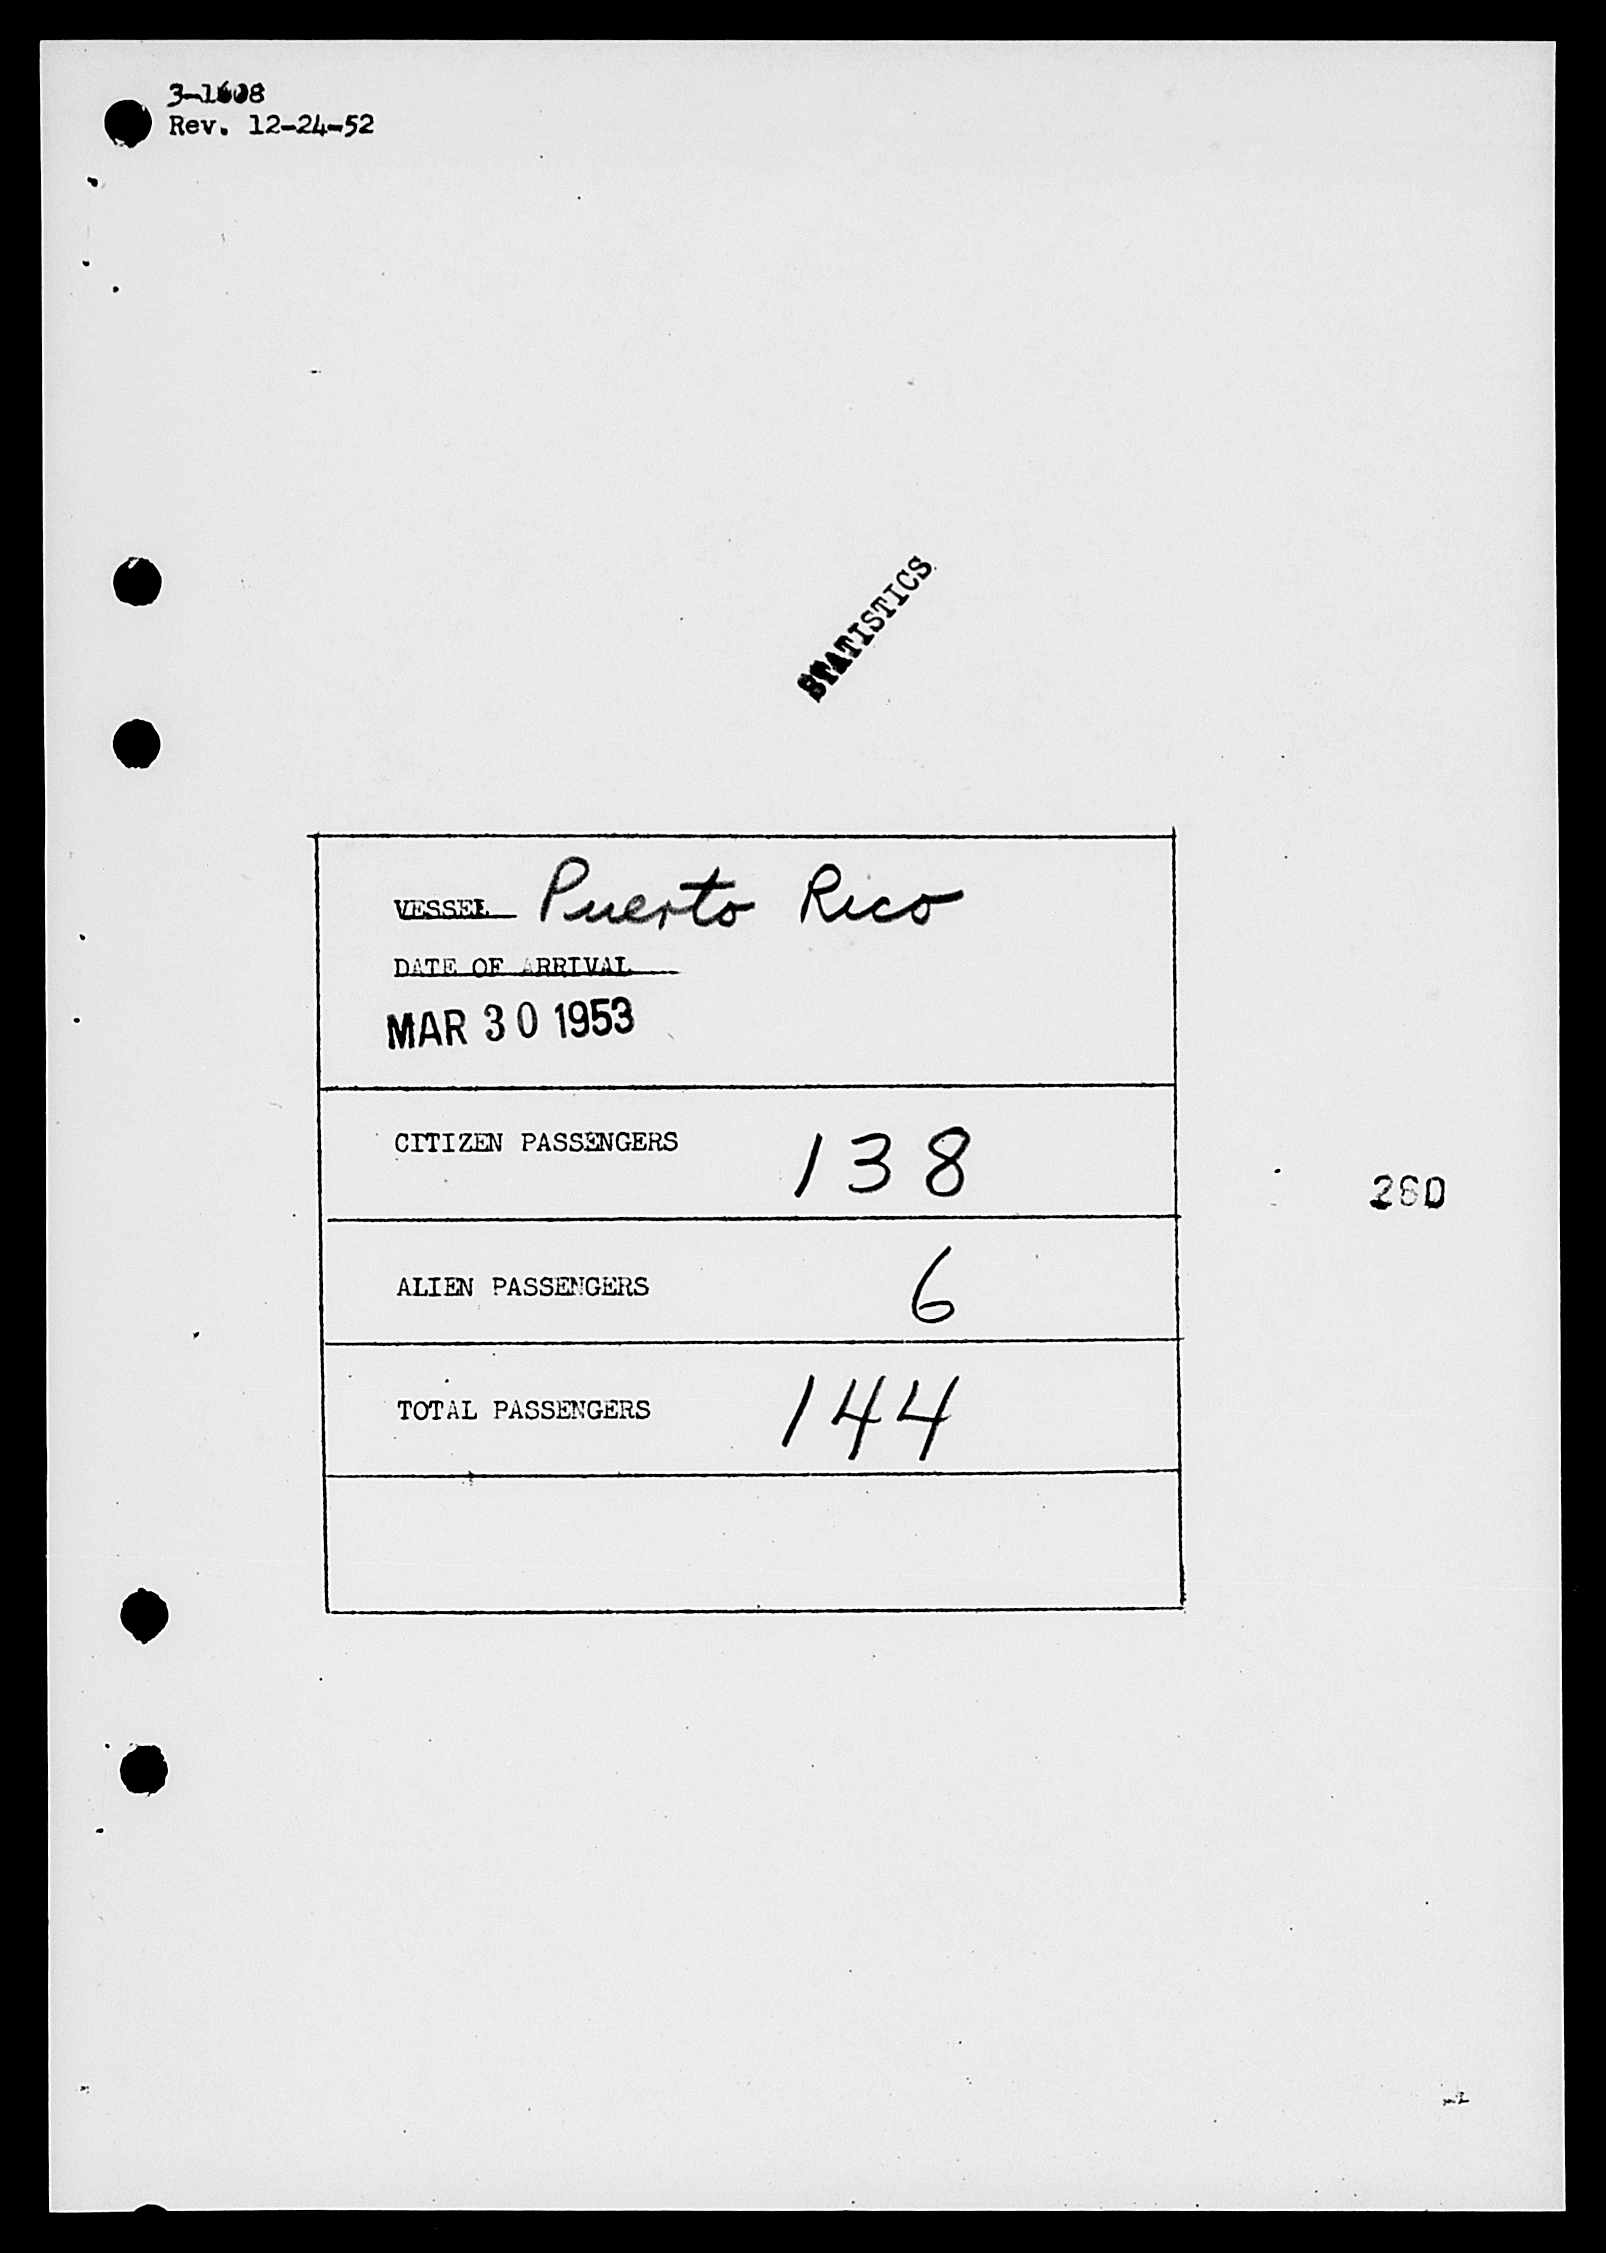 3-1608
Rev. 12-24-52
STATISTICS
VESSEL Puerto Rico
DATE OF ARRIVAL
MAR 30 1953
CITIZEN PASSENGERS 138
ALIEN PASSENGERS 6
TOTAL PASSENGERS 144